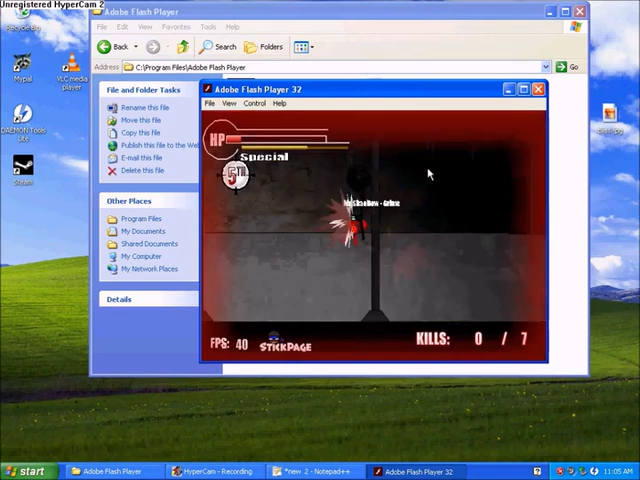 Unregistered HyperCam 2
Recycle Bin
Mypal
VLC media player
DAEMON Tools Lite
Steam
Adobe Flash Player
File Edit View Favorites Tools Help
Back Search Folders
Address C:\Program Files\Adobe Flash Player Go
File and Folder Tasks
Rename this file
Move this file
Copy this file
Publish this file to the We
E-mail this file
Delete this file
Other Places
Program Files
My Documents
Shared Documents
My Computer
My Network Places
Details
Adobe Flash Player 32
File View Control Help
HP
Special
5TH
FPS: 40
STICKPAGE
KILLS: 0 / 7
start
Adobe Flash Player
HyperCam - Recording
*new 2 - Notepad++
Adobe Flash Player 32
11:05 AM